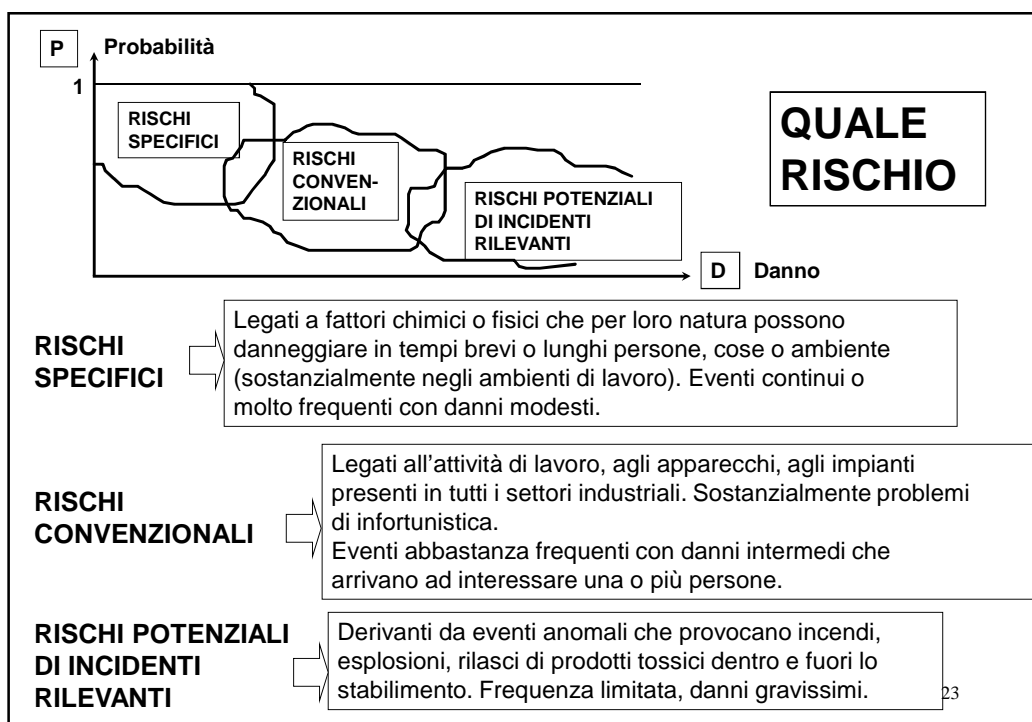 P Probabilità
1
RISCHI
SPECIFICI
RISCHI
CONVEN-
ZIONALI
RISCHI POTENZIALI
DI INCIDENTI
RILEVANTI
QUALE
RISCHIO
D Danno
RISCHI
SPECIFICI
Legati a fattori chimici o fisici che per loro natura possono
danneggiare in tempi brevi o lunghi persone, cose o ambiente
(sostanzialmente negli ambienti di lavoro). Eventi continui o
molto frequenti con danni modesti.
RISCHI
CONVENZIONALI
Legati all'attività di lavoro, agli apparecchi, agli impianti
presenti in tutti i settori industriali. Sostanzialmente problemi
di infortunistica.
Eventi abbastanza frequenti con danni intermedi che
arrivano ad interessare una o più persone.
RISCHI POTENZIALI
DI INCIDENTI
RILEVANTI
Derivanti da eventi anomali che provocano incendi,
esplosioni, rilasci di prodotti tossici dentro e fuori lo
stabilimento. Frequenza limitata, danni gravissimi.
23